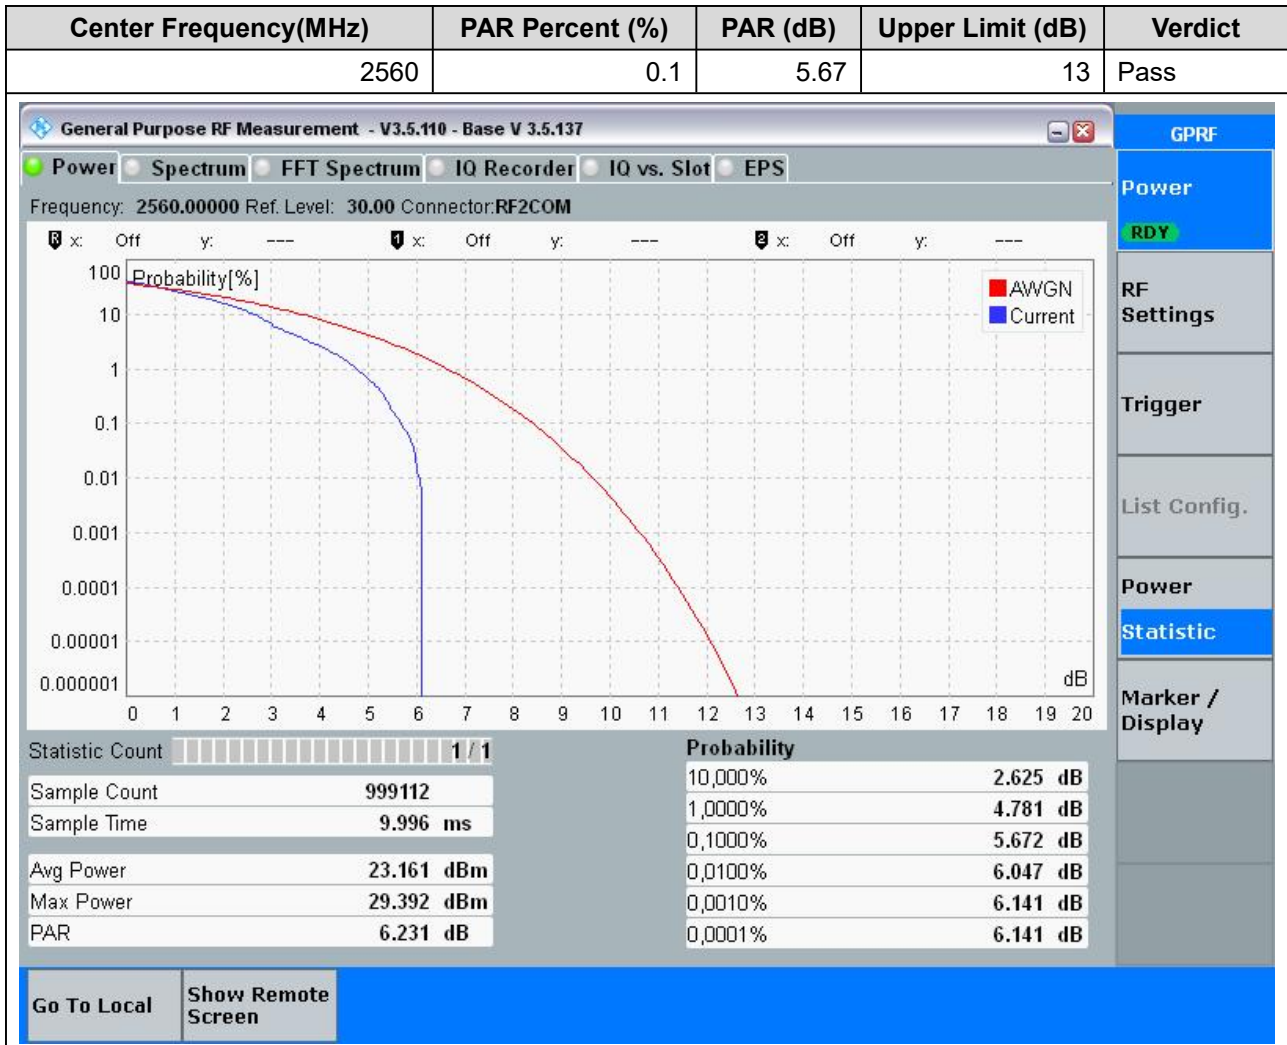 Center Frequency(MHz) PAR Percent (%) PAR (dB) Upper Limit (dB) Verdict
2560 0.1 5.67 13 Pass
General Purpose RF Measurement - V3.5.110 - Base V 3.5.137
GPRF
Power Spectrum FFT Spectrum IQ Recorder IQ vs. Slot EPS
Frequency: 2560.00000 Ref. Level: 30.00 Connector:RF2COM
R x: Off y: --- 1 x: Off y: --- 2 x: Off y: ---
Probability[%]
AWGN
Current
100
10
1
0.1
0.01
0.001
0.0001
0.00001
0.000001
dB
0 1 2 3 4 5 6 7 8 9 10 11 12 13 14 15 16 17 18 19 20
Statistic Count 1 / 1
Sample Count 999112
Sample Time 9.996 ms
Avg Power 23.161 dBm
Max Power 29.392 dBm
PAR 6.231 dB
Probability
10,000% 2.625 dB
1,0000% 4.781 dB
0,1000% 5.672 dB
0,0100% 6.047 dB
0,0010% 6.141 dB
0,0001% 6.141 dB
Power
RDY
RF
Settings
Trigger
List Config.
Power
Statistic
Marker /
Display
Go To Local
Show Remote
Screen